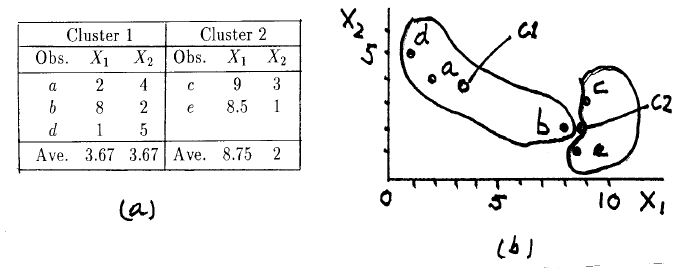 Cluster 1 Cluster 2
Obs. X1 X2 Obs. X1 X2
a 2 4 c 9 3
b 8 2 e 8.5 1
d 1 5
Ave. 3.67 3.67 Ave. 8.75 2
(a)
X2
C1
d
5
a
c
C2
b
e
0 5 10 X1
(b)